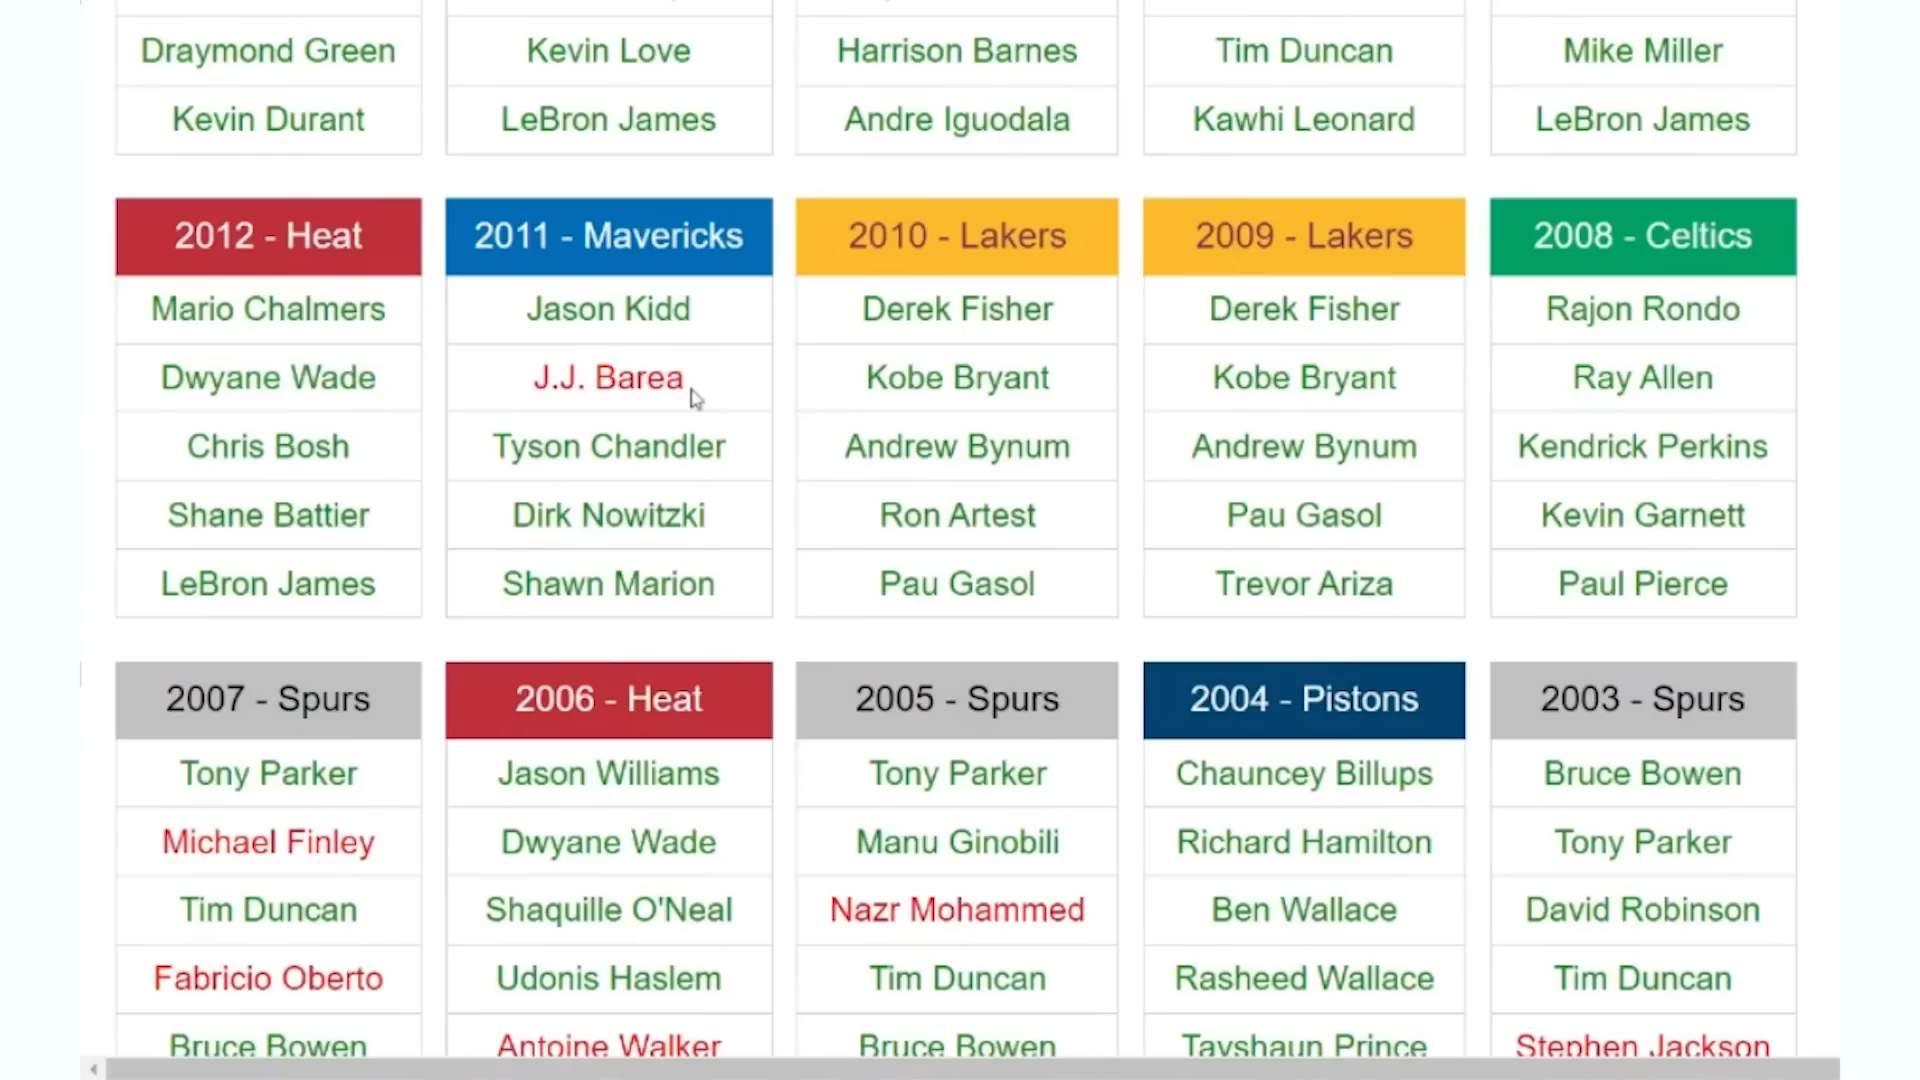 Draymond Green
Kevin Love
Harrison Barnes
Tim Duncan
Mike Miller
Kevin Durant
LeBron James
Andre Iguodala
Kawhi Leonard
LeBron James
2012 - Heat
2011 - Mavericks
2010 - Lakers
2009 - Lakers
2008 - Celtics
Mario Chalmers
Jason Kidd
Derek Fisher
Derek Fisher
Rajon Rondo
Dwyane Wade
J.J. Barea
Kobe Bryant
Kobe Bryant
Ray Allen
Chris Bosh
Tyson Chandler
Andrew Bynum
Andrew Bynum
Kendrick Perkins
Shane Battier
Dirk Nowitzki
Ron Artest
Pau Gasol
Kevin Garnett
LeBron James
Shawn Marion
Pau Gasol
Trevor Ariza
Paul Pierce
2007 - Spurs
2006 - Heat
2005 - Spurs
2004 - Pistons
2003 - Spurs
Tony Parker
Jason Williams
Tony Parker
Chauncey Billups
Bruce Bowen
Michael Finley
Dwyane Wade
Manu Ginobili
Richard Hamilton
Tony Parker
Tim Duncan
Shaquille O'Neal
Nazr Mohammed
Ben Wallace
David Robinson
Fabricio Oberto
Udonis Haslem
Tim Duncan
Rasheed Wallace
Tim Duncan
Bruce Bowen
Antoine Walker
Bruce Bowen
Tayshaun Prince
Stephen Jackson